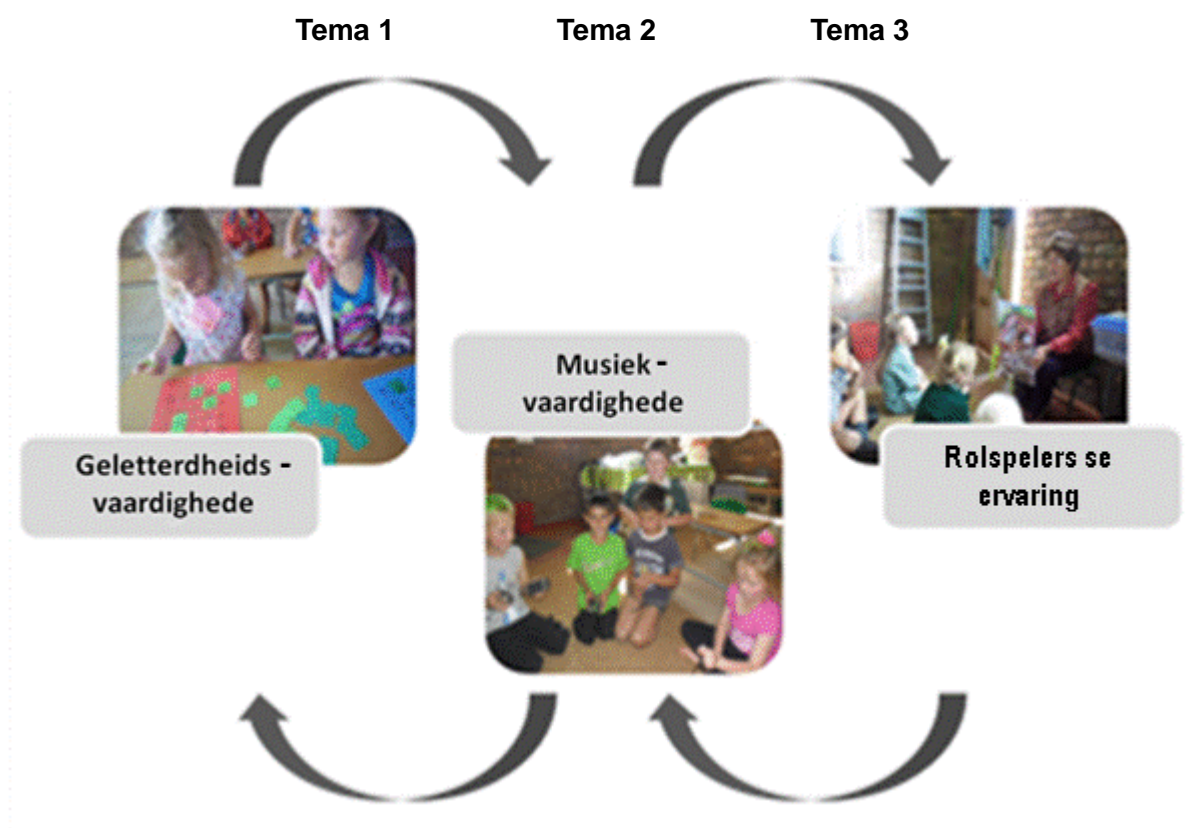 Tema 1 Tema 2 Tema 3
Musiek -
vaardighede
Geletterdheids -
vaardighede
Rolspelers se
ervaring